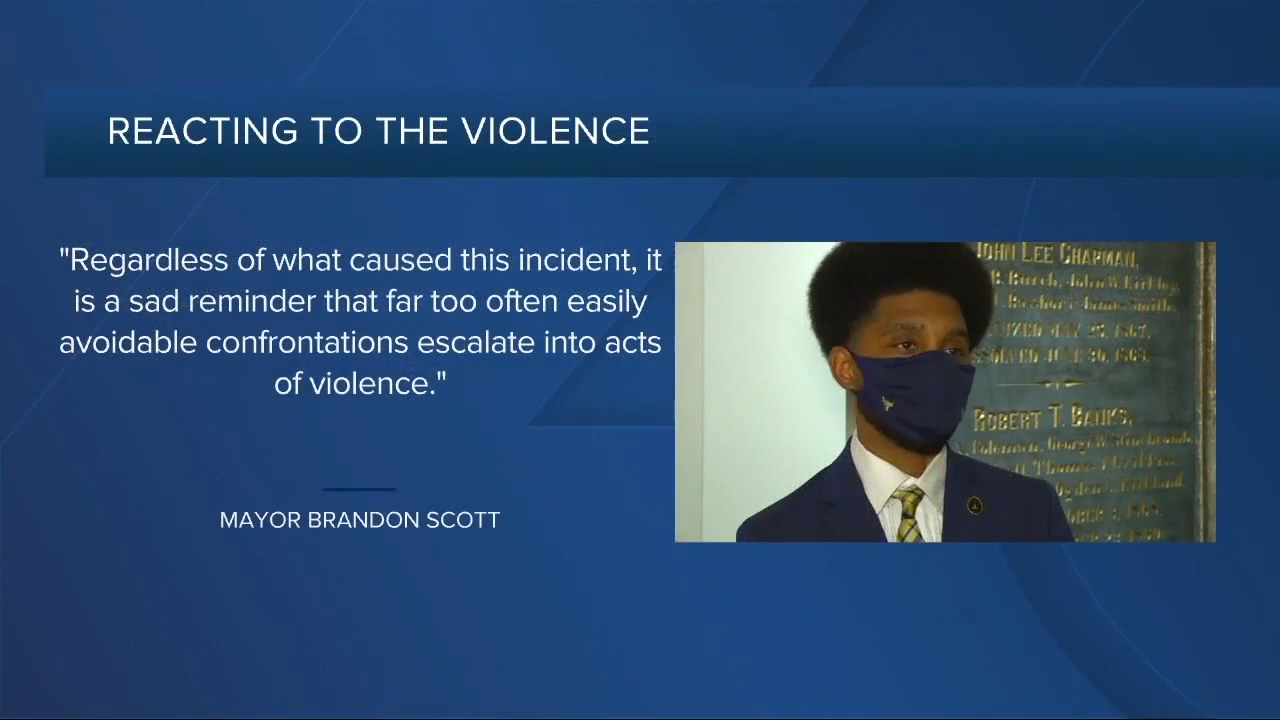 REACTING TO THE VIOLENCE
"Regardless of what caused this incident, it
is a sad reminder that far too often easily
avoidable confrontations escalate into acts
of violence."
MAYOR BRANDON SCOTT
JOHN LEE CHAPMAN,
ROBERT T. BANKS,